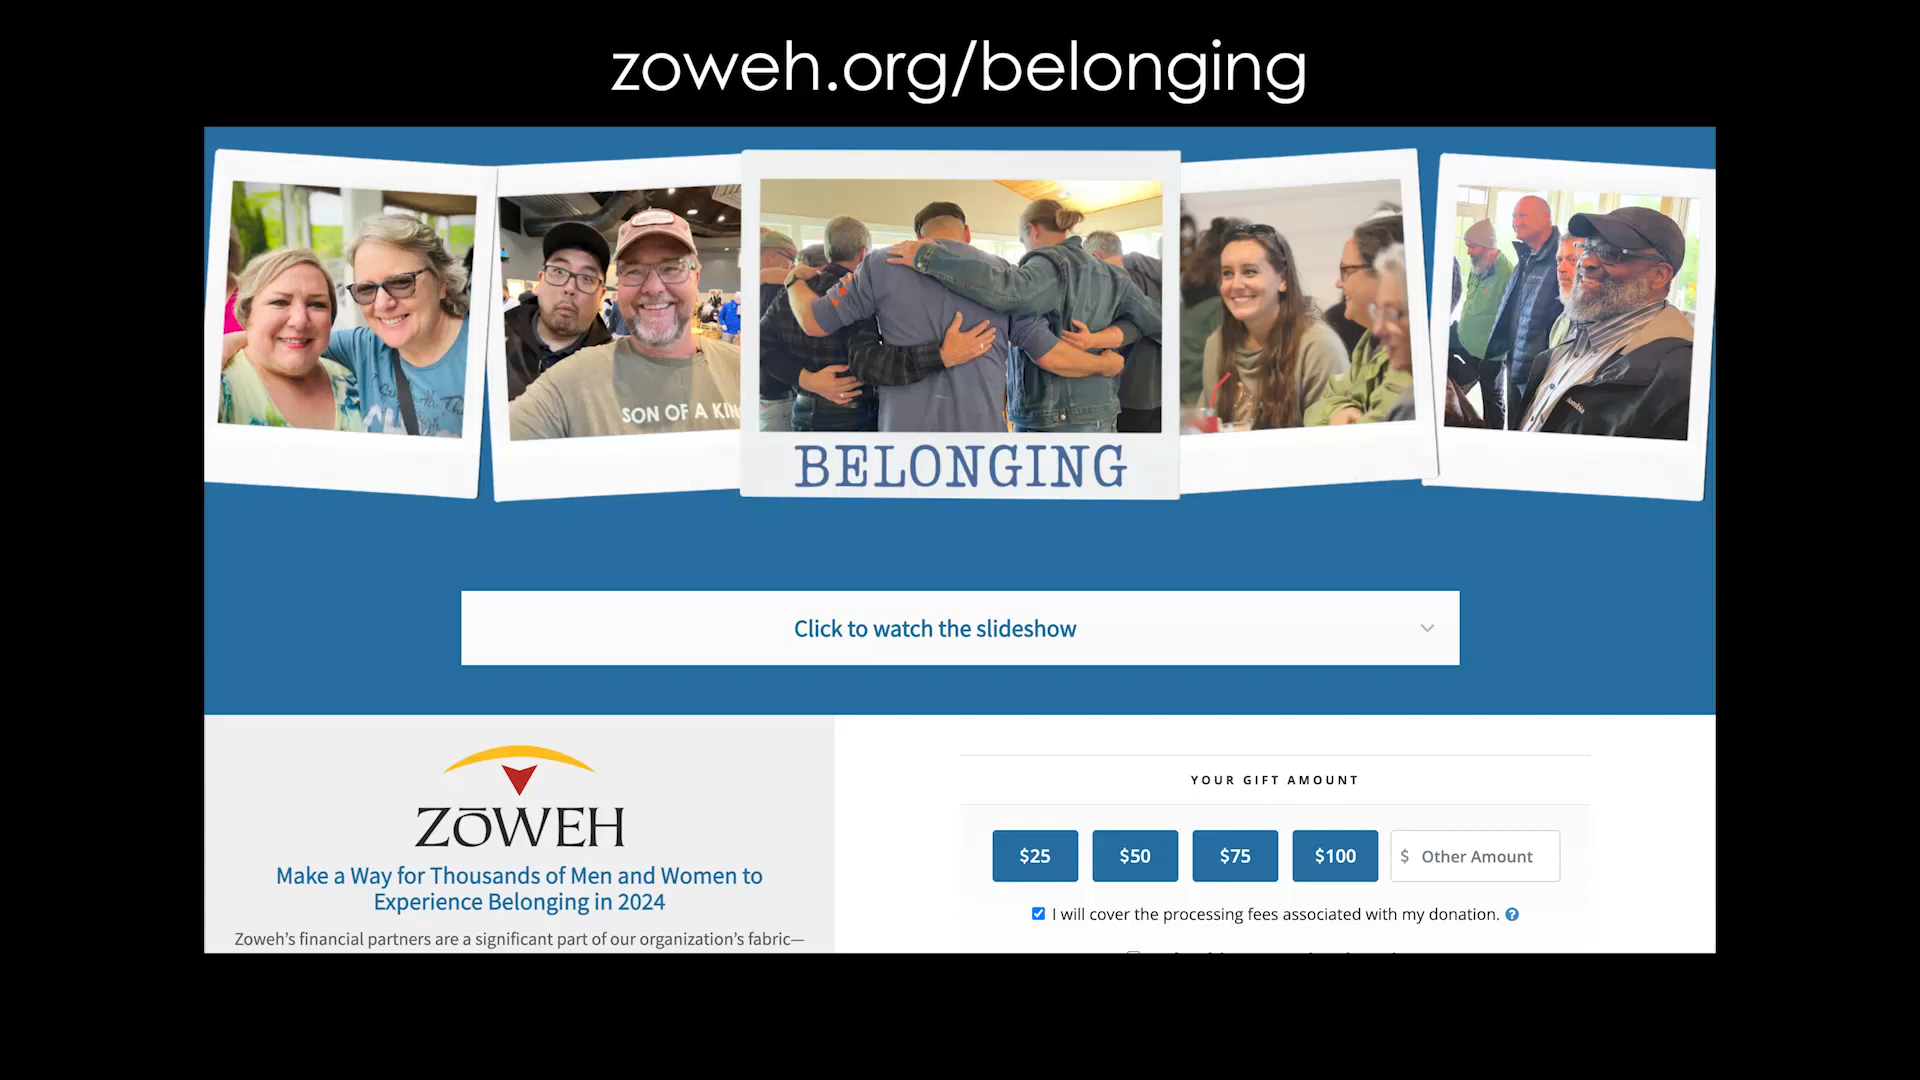 zoweh.org/belonging
SON OF A KIN
BELONGING
Click to watch the slideshow
ZōWEH
Make a Way for Thousands of Men and Women to
Experience Belonging in 2024
Zoweh’s financial partners are a significant part of our organization’s fabric—
YOUR GIFT AMOUNT
$25 $50 $75 $100 $ Other Amount
I will cover the processing fees associated with my donation. ?